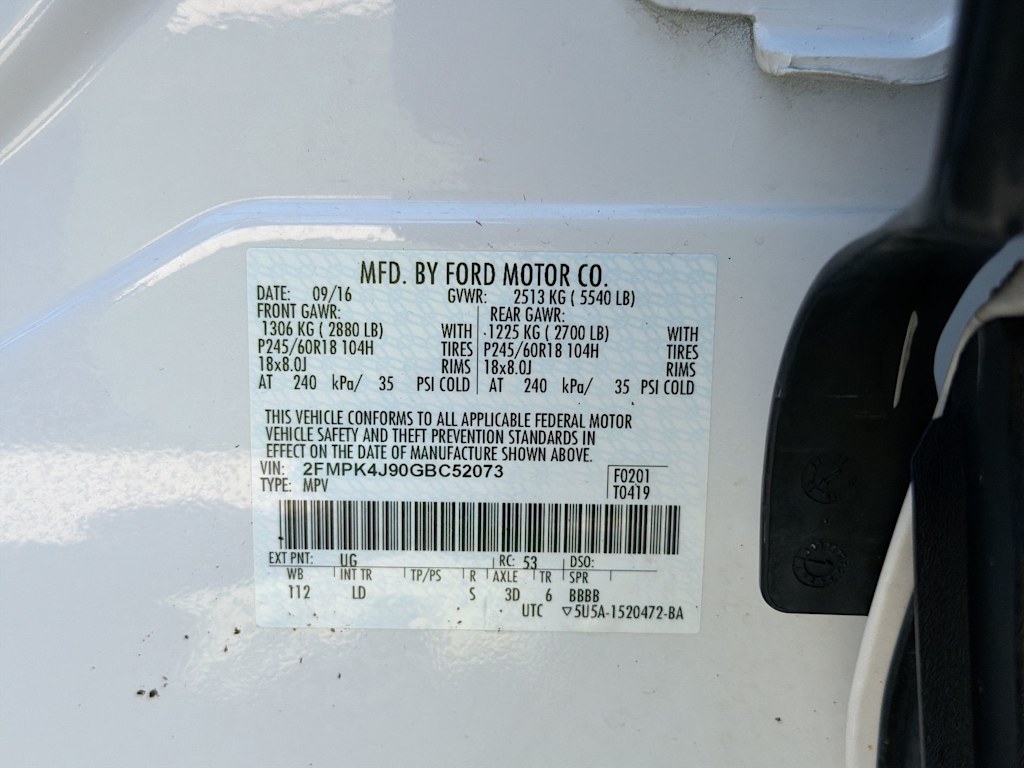 MFD. BY FORD MOTOR CO.
DATE: 09/16 GVWR: 2513 KG ( 5540 LB)
FRONT GAWR: REAR GAWR:
1306 KG ( 2880 LB) WITH 1225 KG ( 2700 LB) WITH
P245/60R18 104H TIRES P245/60R18 104H TIRES
18x8.0J RIMS 18x8.0J RIMS
AT 240 kPa/ 35 PSI COLD AT 240 kPa/ 35 PSI COLD
THIS VEHICLE CONFORMS TO ALL APPLICABLE FEDERAL MOTOR
VEHICLE SAFETY AND THEFT PREVENTION STANDARDS IN
EFFECT ON THE DATE OF MANUFACTURE SHOWN ABOVE.
VIN: 2FMPK4J90GBC52073
TYPE: MPV
F0201
T0419
EXT PNT: UG RC: 53 DSO:
WB INT TR TP/PS R AXLE TR SPR
112 LD S 3D 6 BBBB
UTC ▽5U5A-1520472-BA